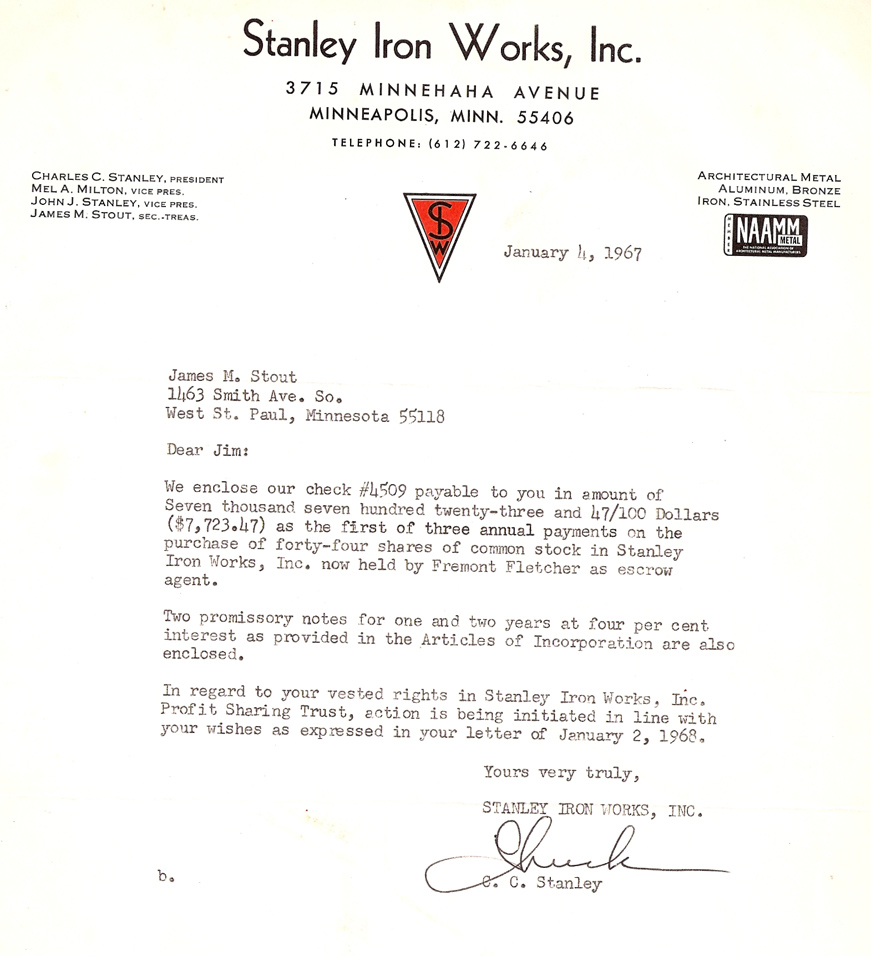 Stanley Iron Works, Inc.
3715 MINNEHAHA AVENUE
MINNEAPOLIS, MINN. 55406
TELEPHONE: (612) 722-6646
CHARLES C. STANLEY, PRESIDENT
MEL A. MILTON, VICE PRES.
JOHN J. STANLEY, VICE PRES.
JAMES M. STOUT, SEC.-TREAS.
ARCHITECTURAL METAL
ALUMINUM, BRONZE
IRON, STAINLESS STEEL
SIW
MEMBER
NAAMM
METAL
THE NATIONAL ASSOCIATION OF
ARCHITECTURAL METAL MANUFACTURERS
January 4, 1967
James M. Stout
1463 Smith Ave. So.
West St. Paul, Minnesota 55118
Dear Jim:
We enclose our check #4509 payable to you in amount of
Seven thousand seven hundred twenty-three and 47/100 Dollars
($7,723.47) as the first of three annual payments on the
purchase of forty-four shares of common stock in Stanley
Iron Works, Inc. now held by Fremont Fletcher as escrow
agent.
Two promissory notes for one and two years at four per cent
interest as provided in the Articles of Incorporation are also
enclosed.
In regard to your vested rights in Stanley Iron Works, Inc.
Profit Sharing Trust, action is being initiated in line with
your wishes as expressed in your letter of January 2, 1968.
Yours very truly,
STANLEY IRON WORKS, INC.
Chuck
C. C. Stanley
b.